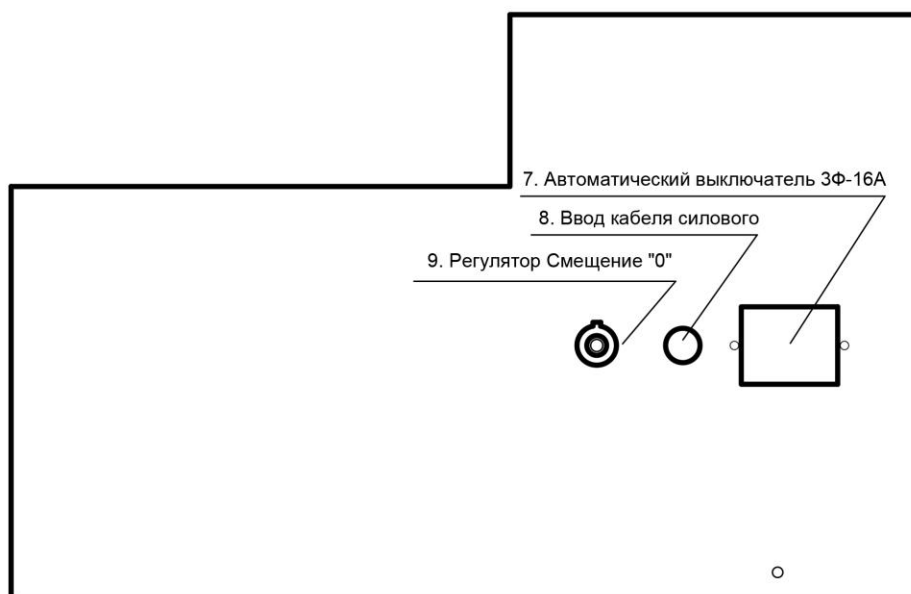 7. Автоматический выключатель 3Ф-16А
8. Ввод кабеля силового
9. Регулятор Смещение "0"